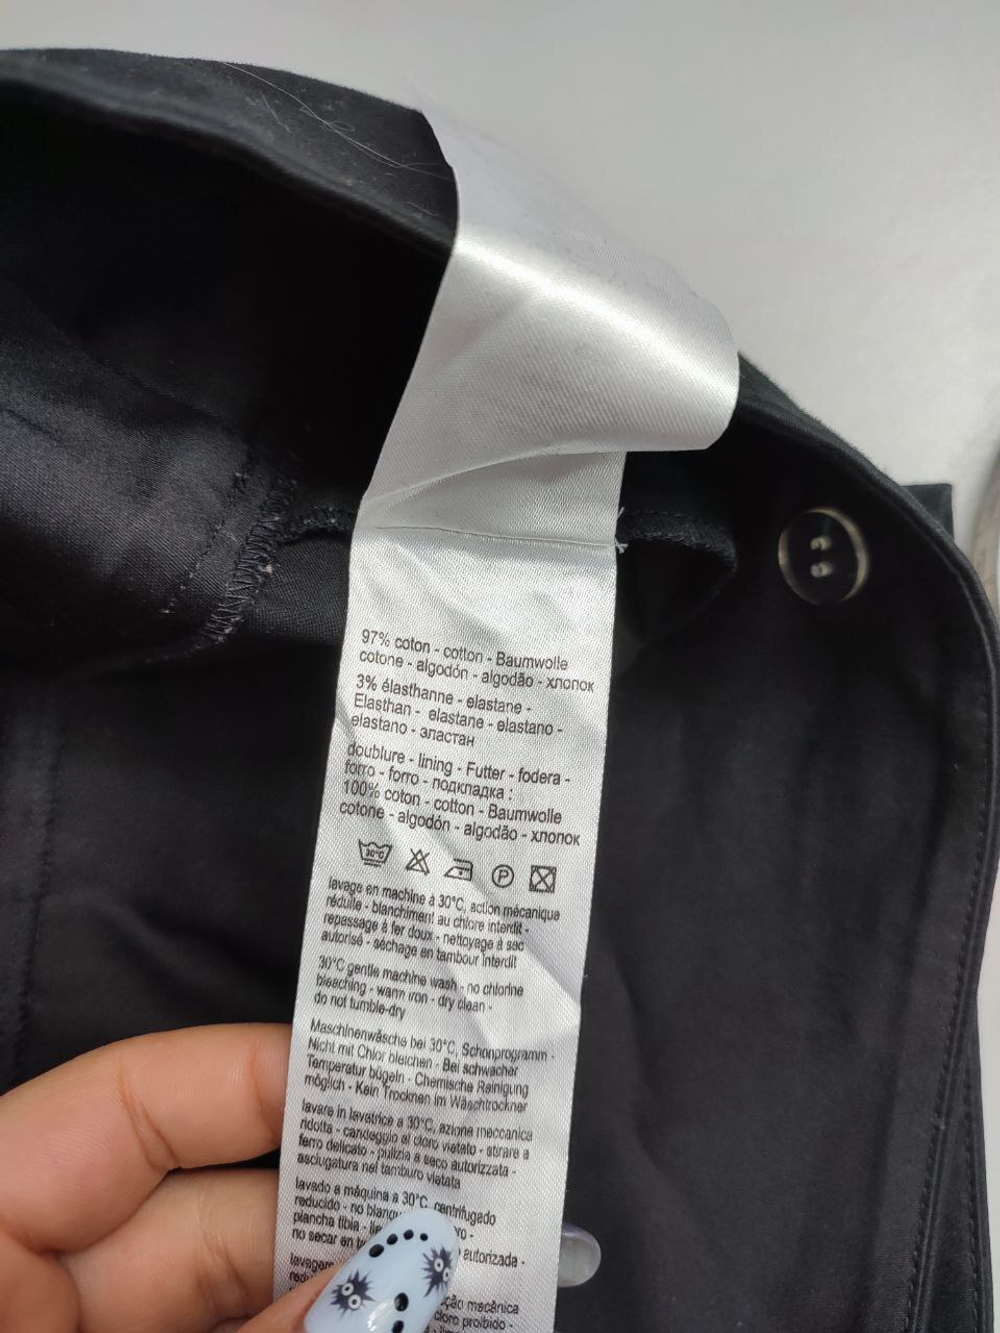 97% coton - cotton - Baumwolle
cotone - algodón - algodão - хлопок
3% élasthanne - elastane -
Elasthan - elastane - elastano -
elastano - эластан
doublure - lining - Futter - fodera -
forro - forro - подкладка :
100% coton - cotton - Baumwolle
cotone - algodón - algodão - хлопок
30°C P
lavage en machine à 30°C, action mécanique
réduite - blanchiment au chlore interdit -
repassage à fer doux - nettoyage à sec
autorisé - séchage en tambour interdit
30°C gentle machine wash - no chlorine
bleaching - warm iron - dry clean -
do not tumble-dry
Maschinenwäsche bei 30°C, Schonprogramm -
Nicht mit Chlor bleichen - Bei schwacher
Temperatur bügeln - Chemische Reinigung
möglich - Kein Trocknen im Wäschtrockner
lavare in lavatrice a 30°C, azione meccanica
ridotta - candeggio al cloro vietato - stirare a
ferro delicato - pulizia a secco autorizzata -
asciugatura nel tamburo vietata
lavado a máquina a 30°C, centrifugado
reducido - no
plancha tibia -
no secar en autorizada -
mecânica
cloro proibido -